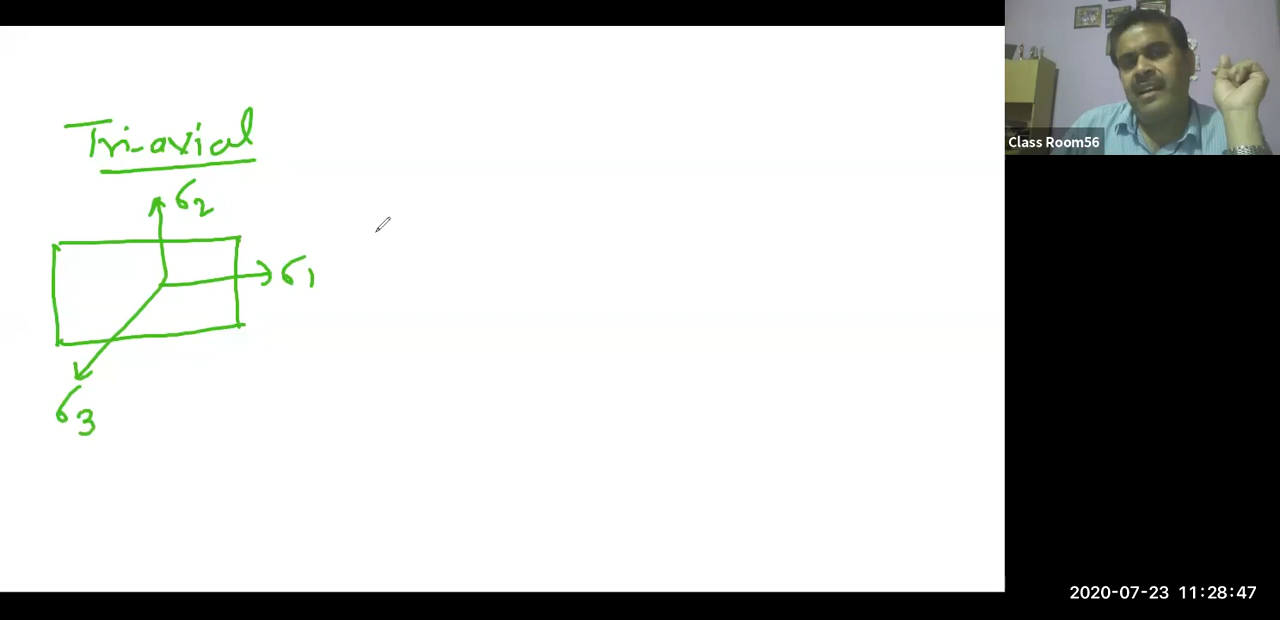 Tri-axial
σ2
σ1
σ3
Class Room56
2020-07-23 11:28:47